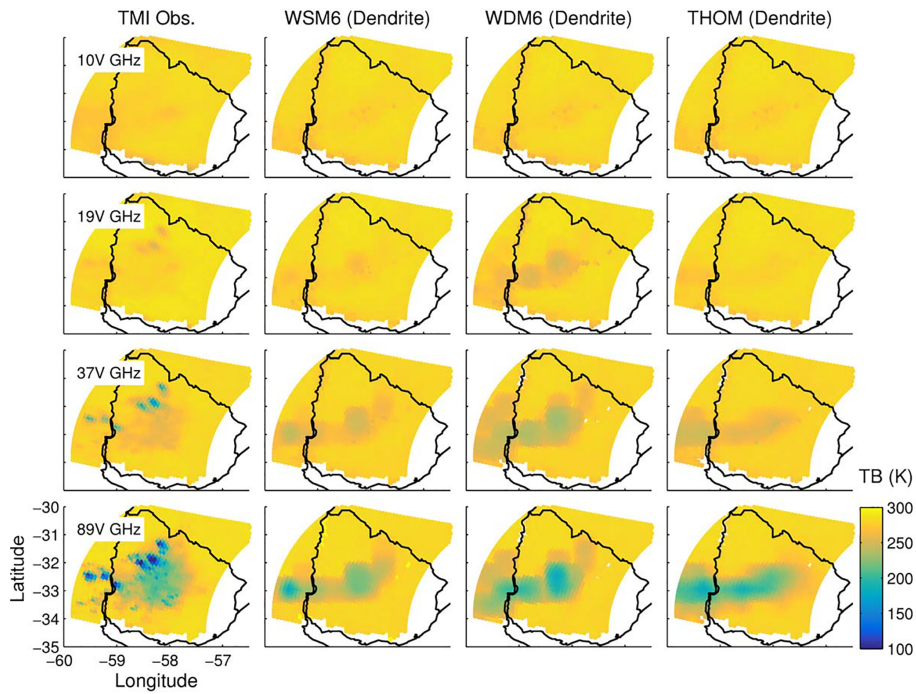 TMI Obs. WSM6 (Dendrite) WDM6 (Dendrite) THOM (Dendrite)
10V GHz
19V GHz
37V GHz
TB (K)
89V GHz
−30
−31
−32
−33
−34
−35
Latitude
−60 −59 −58 −57
Longitude
300
250
200
150
100